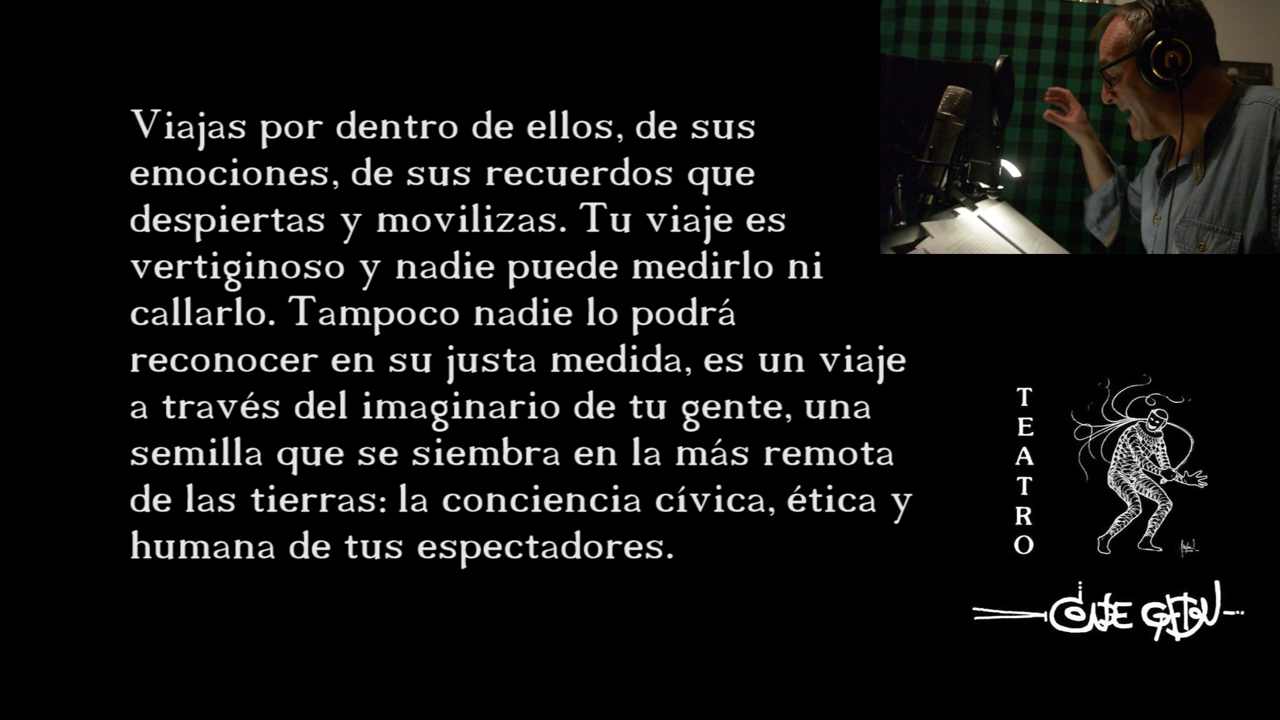 Viajas por dentro de ellos, de sus
emociones, de sus recuerdos que
despiertas y movilizas. Tu viaje es
vertiginoso y nadie puede medirlo ni
callarlo. Tampoco nadie lo podrá
reconocer en su justa medida, es un viaje
a través del imaginario de tu gente, una
semilla que se siembra en la más remota
de las tierras: la conciencia cívica, ética y
humana de tus espectadores.
TEATRO
CONDE GATÓN